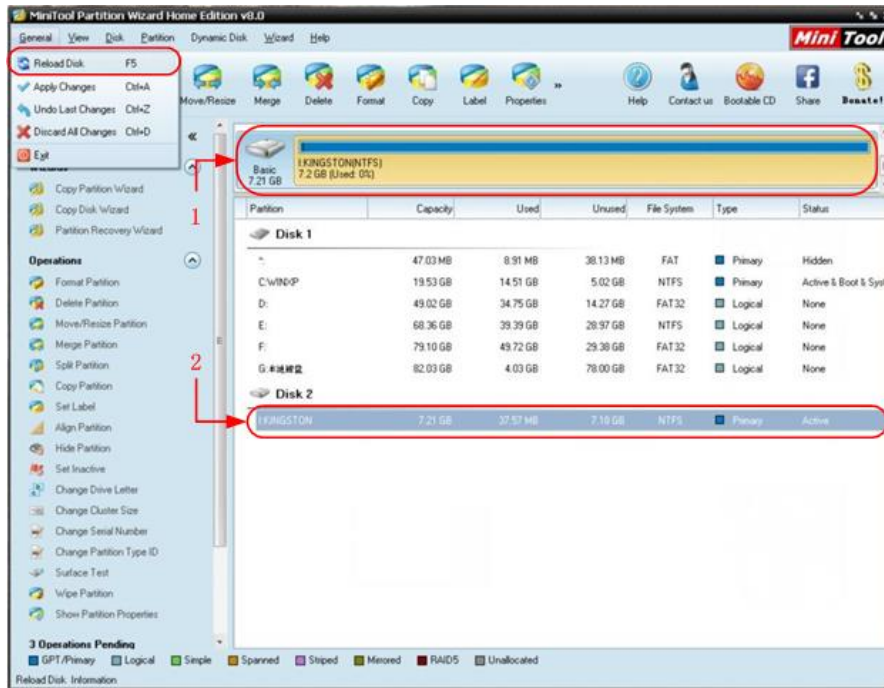 MiniTool Partition Wizard Home Edition v8.0
General View Disk Partition Dynamic Disk Wizard Help
Mini Tool
Reload Disk F5
Apply Changes Ctrl+A
Undo Last Changes Ctrl+Z
Discard All Changes Ctrl+D
Exit
Move/Resize Merge Delete Format Copy Label Properties » Help Contact us Bootable CD Share Donate!
«
Copy Partition Wizard
Copy Disk Wizard
Partition Recovery Wizard
Operations
Format Partition
Delete Partition
Move/Resize Partition
Merge Partition
Split Partition
Copy Partition
Set Label
Align Partition
Hide Partition
Set Inactive
Change Drive Letter
Change Cluster Size
Change Serial Number
Change Partition Type ID
Surface Test
Wipe Partition
Show Partition Properties
3 Operations Pending
1
2
Basic
7.21 GB
I:KINGSTON(NTFS)
7.2 GB (Used: 0%)
Partition Capacity Used Unused File System Type Status
Disk 1
*: 47.03 MB 8.91 MB 38.13 MB FAT Primary Hidden
C:WINXP 19.53 GB 14.51 GB 5.02 GB NTFS Primary Active & Boot & Sys
D: 49.02 GB 34.75 GB 14.27 GB FAT32 Logical None
E: 68.36 GB 39.39 GB 28.97 GB NTFS Logical None
F: 79.10 GB 49.72 GB 29.38 GB FAT32 Logical None
G:本地磁盘 82.03 GB 4.03 GB 78.00 GB FAT32 Logical None
Disk 2
I:KINGSTON 7.21 GB 37.57 MB 7.18 GB NTFS Primary Active
GPT/Primary Logical Simple Spanned Striped Mirrored RAID5 Unallocated
Reload Disk Information